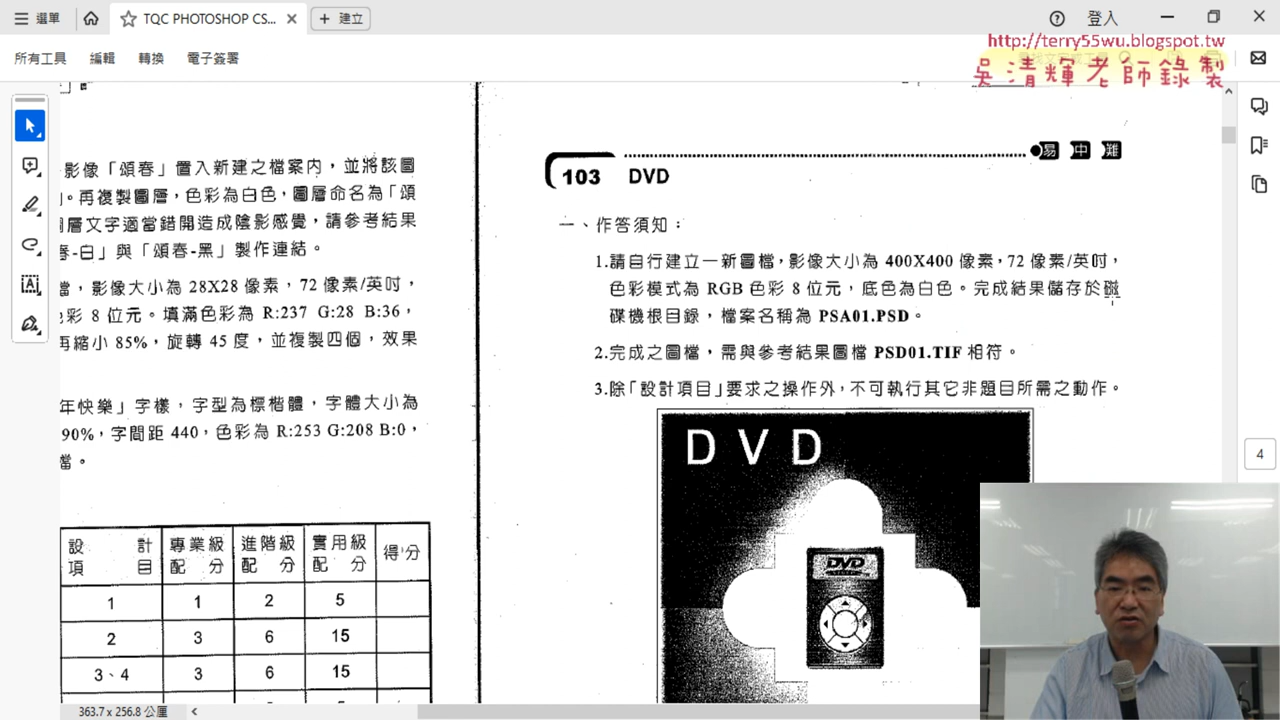 選單
TQC PHOTOSHOP CS...
建立
登入
http://terry55wu.blogspot.tw
所有工具
編輯
轉換
電子簽署
吳清輝老師錄製
影像「頌春」置入新建之檔案內，並將該圖
。再複製圖層，色彩為白色，圖層命名為「頌
層文字適當錯開造成陰影感覺，請參考結果
春-白」與「頌春-黑」製作連結。
檔，影像大小為 28X28 像素，72 像素/英吋，
色彩 8 位元。填滿色彩為 R:237 G:28 B:36，
再縮小 85%，旋轉 45 度，並複製四個，效果
年快樂」字樣，字型為標楷體，字體大小為
90%，字間距 440，色彩為 R:253 G:208 B:0，
檔。
設計項目 專業級配分 進階級配分 實用級配分 得分
1 1 2 5
2 3 6 15
3、4 3 6 15
易 中 難
103 DVD
一、作答須知：
1.請自行建立一新圖檔，影像大小為 400X400 像素，72 像素/英吋，
色彩模式為 RGB 色彩 8 位元，底色為白色。完成結果儲存於磁
碟機根目錄，檔案名稱為 PSA01.PSD。
2.完成之圖檔，需與參考結果圖檔 PSD01.TIF 相符。
3.除「設計項目」要求之操作外，不可執行其它非題目所需之動作。
DVD
DVD
4
363.7 x 256.8 公厘